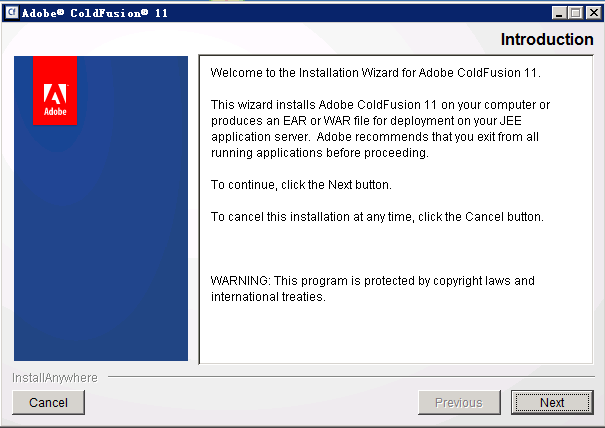 Cf Adobe® ColdFusion® 11
Introduction
Adobe
Welcome to the Installation Wizard for Adobe ColdFusion 11.
This wizard installs Adobe ColdFusion 11 on your computer or
produces an EAR or WAR file for deployment on your JEE
application server. Adobe recommends that you exit from all
running applications before proceeding.
To continue, click the Next button.
To cancel this installation at any time, click the Cancel button.
WARNING: This program is protected by copyright laws and
international treaties.
InstallAnywhere
Cancel
Previous
Next